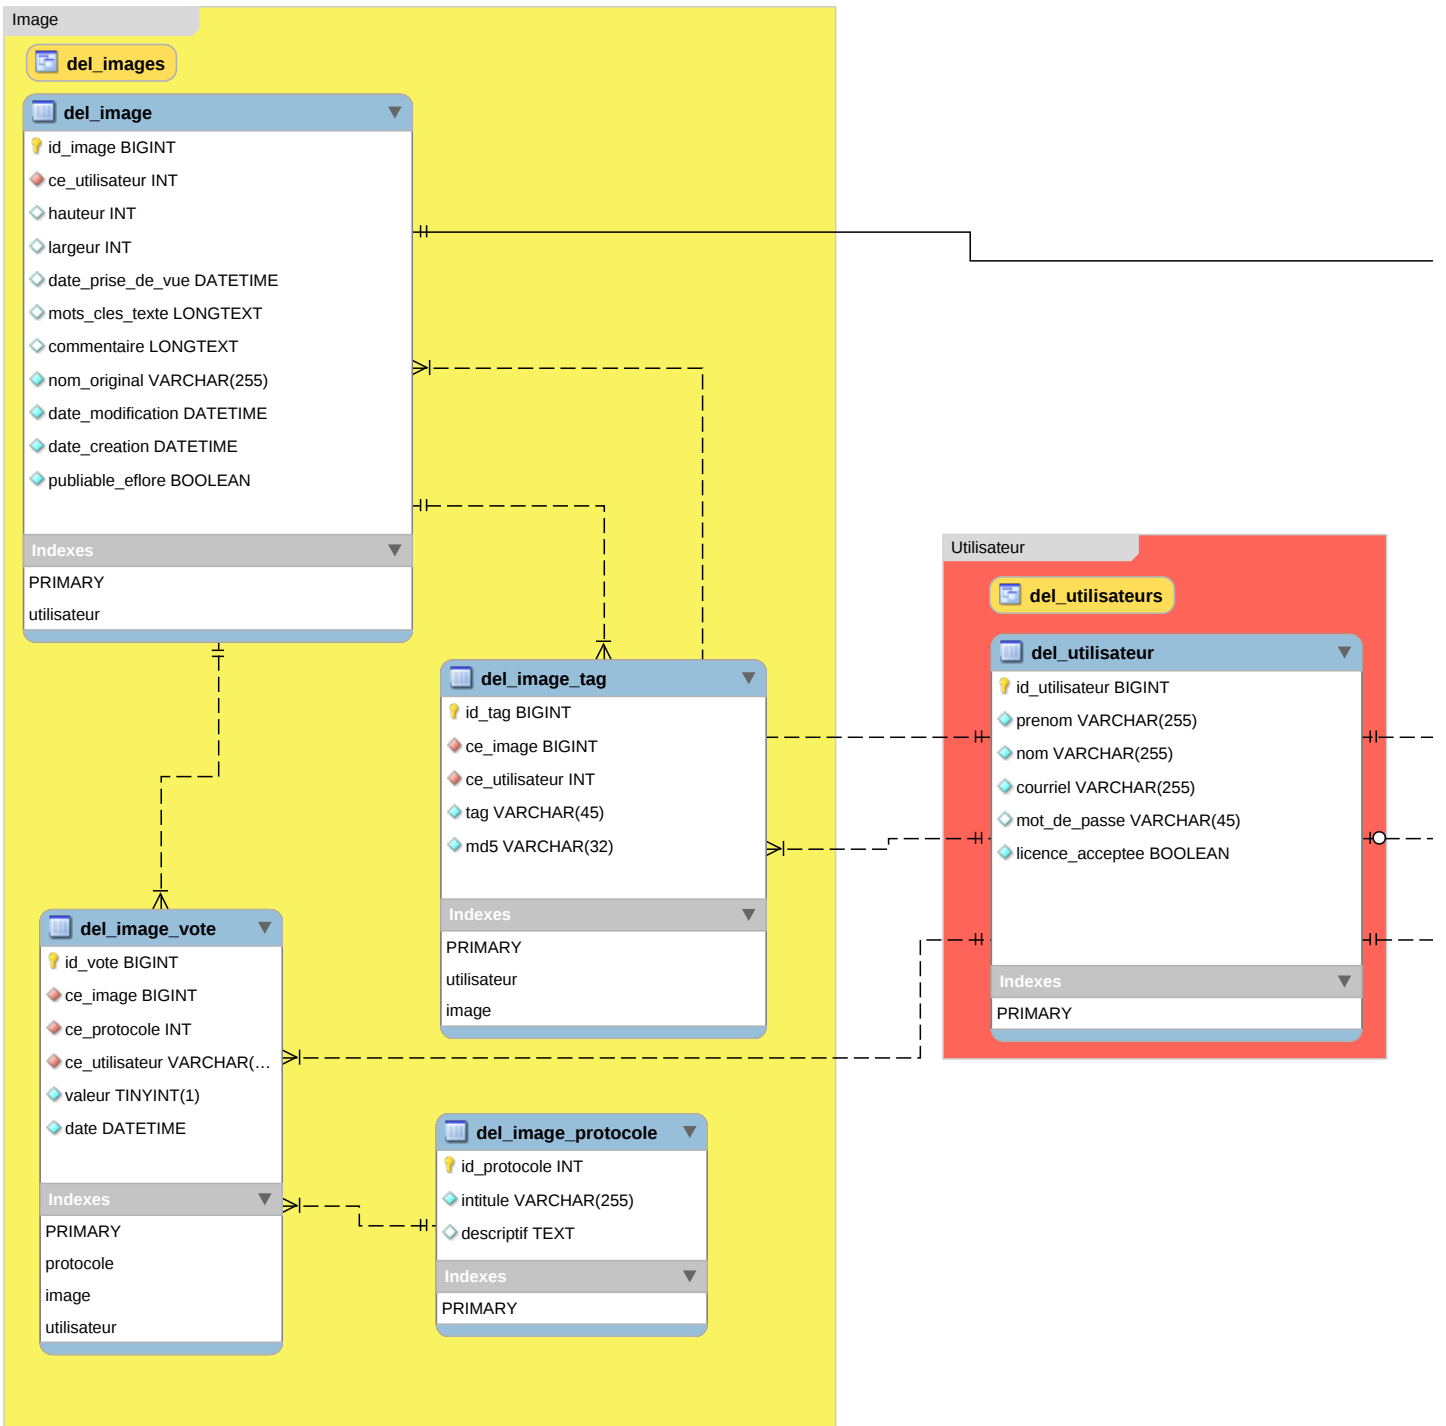 Image
del_images
del_image
id_image BIGINT
ce_utilisateur INT
hauteur INT
largeur INT
date_prise_de_vue DATETIME
mots_cles_texte LONGTEXT
commentaire LONGTEXT
nom_original VARCHAR(255)
date_modification DATETIME
date_creation DATETIME
publiable_eflore BOOLEAN
Indexes
PRIMARY
utilisateur
del_image_tag
id_tag BIGINT
ce_image BIGINT
ce_utilisateur INT
tag VARCHAR(45)
md5 VARCHAR(32)
Indexes
PRIMARY
utilisateur
image
del_image_vote
id_vote BIGINT
ce_image BIGINT
ce_protocole INT
ce_utilisateur VARCHAR(...
valeur TINYINT(1)
date DATETIME
Indexes
PRIMARY
protocole
image
utilisateur
del_image_protocole
id_protocole INT
intitule VARCHAR(255)
descriptif TEXT
Indexes
PRIMARY
Utilisateur
del_utilisateurs
del_utilisateur
id_utilisateur BIGINT
prenom VARCHAR(255)
nom VARCHAR(255)
courriel VARCHAR(255)
mot_de_passe VARCHAR(45)
licence_acceptee BOOLEAN
Indexes
PRIMARY